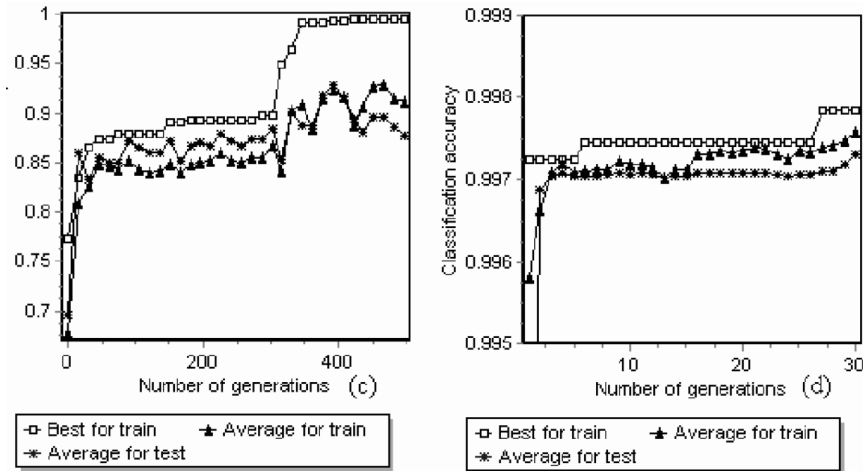 1
0.95
0.9
0.85
0.8
0.75
0.7
0
200
400
Number of generations (c)
Best for train
Average for train
Average for test
0.999
0.998
0.997
0.996
0.995
Classification accuracy
10
20
30
Number of generations (d)
Best for train
Average for train
Average for test